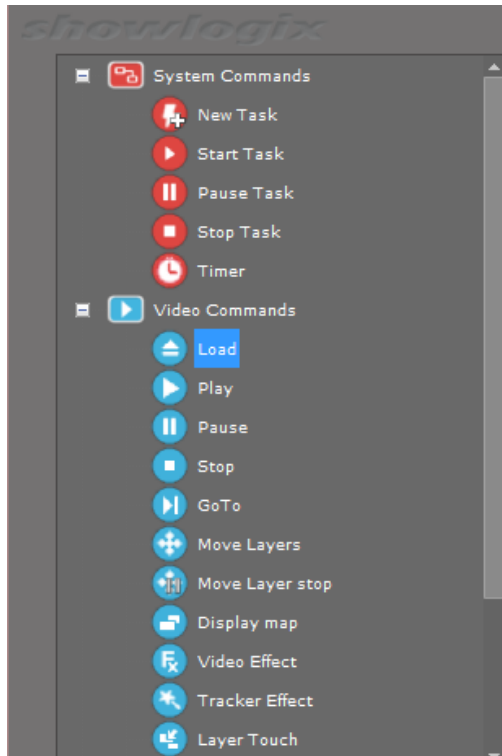 showlogix
System Commands
New Task
Start Task
Pause Task
Stop Task
Timer
Video Commands
Load
Play
Pause
Stop
GoTo
Move Layers
Move Layer stop
Display map
Video Effect
Tracker Effect
Layer Touch